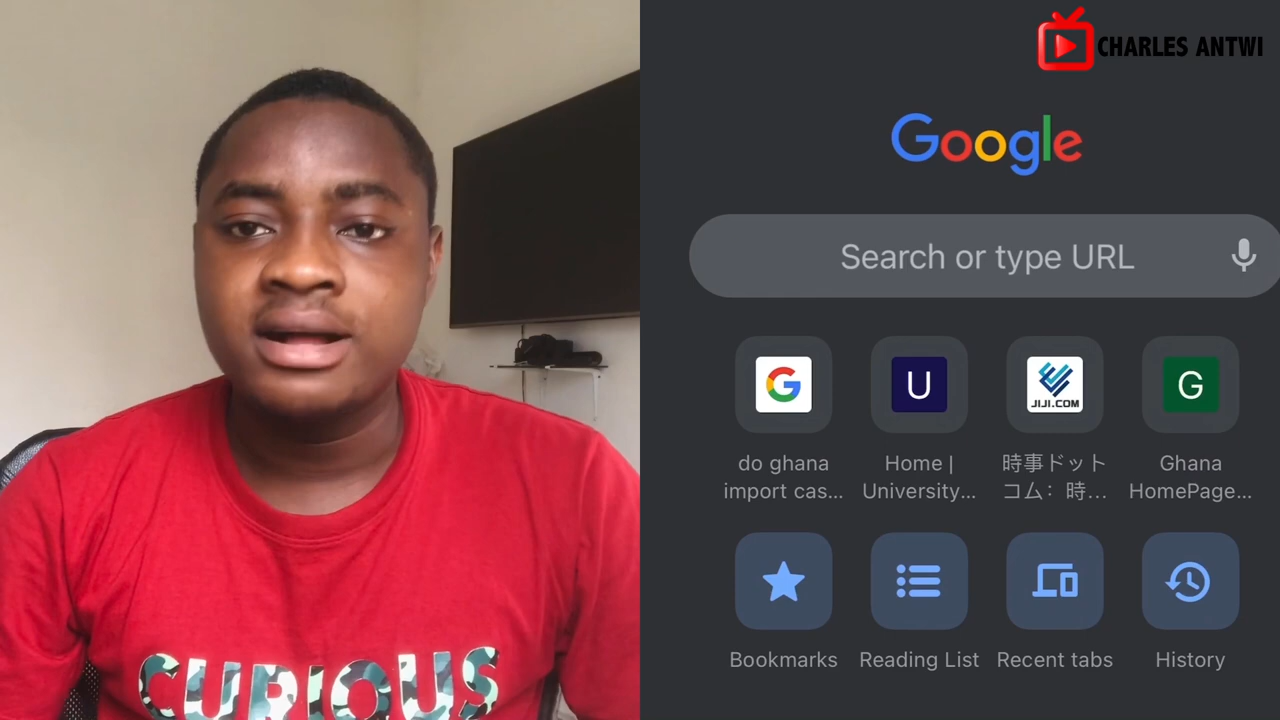 CHARLES ANTWI
Google
Search or type URL
G
U
JIJI.COM
G
do ghana
import cas...
Home |
University...
時事ドット
コム：時...
Ghana
HomePage...
Bookmarks
Reading List
Recent tabs
History
CURIOUS